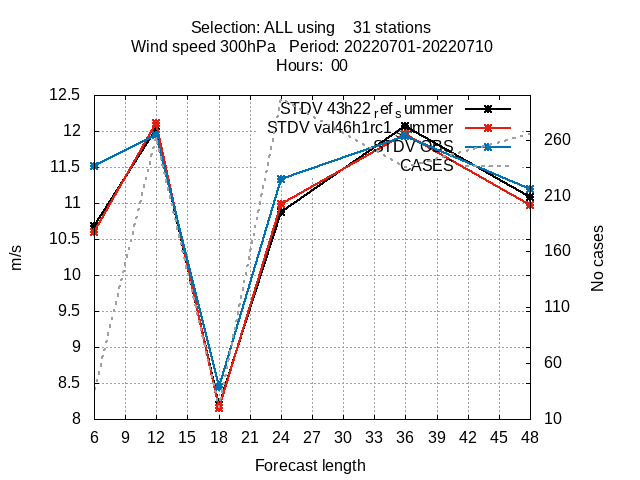 Selection: ALL using    31 stations
Wind speed 300hPa   Period: 20220701-20220710
Hours:  00
STDV 43h22_ref_summer
STDV val46h1rc1_summer
STDV OBS
CASES
12.5
12
11.5
11
10.5
10
9.5
9
8.5
8
m/s
260
210
160
110
60
10
No cases
6 9 12 15 18 21 24 27 30 33 36 39 42 45 48
Forecast length